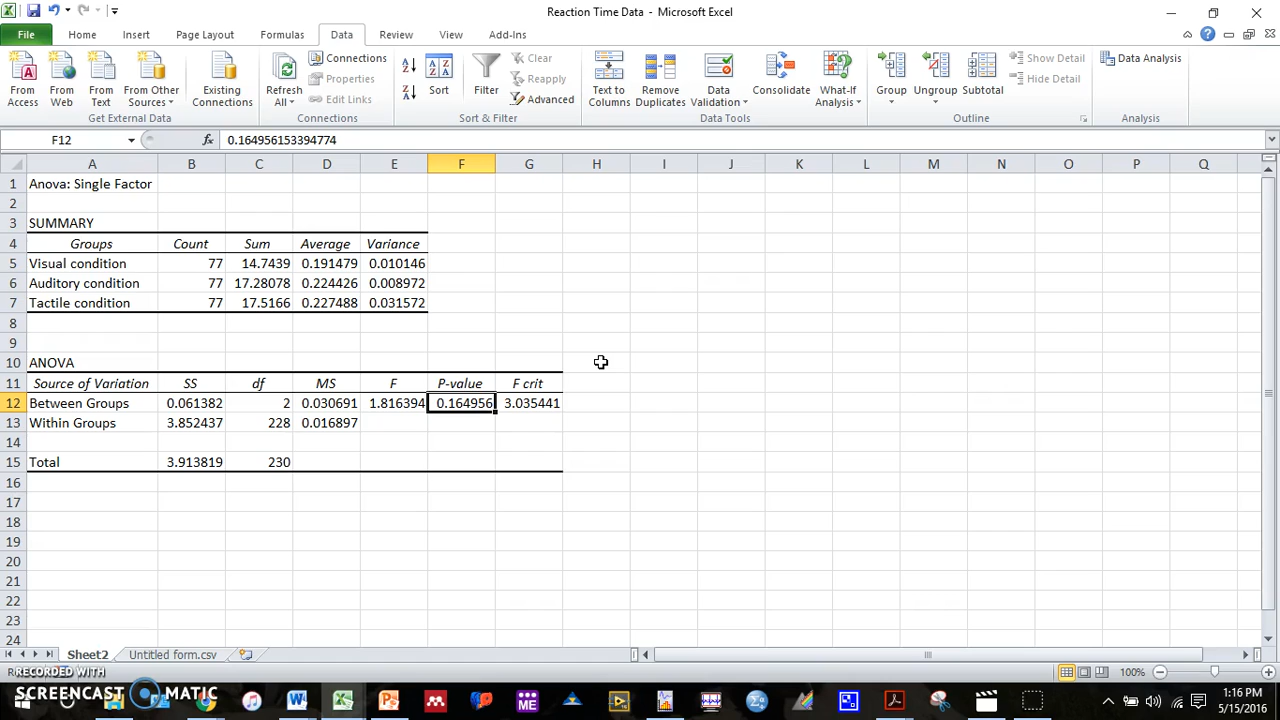 Reaction Time Data - Microsoft Excel
File Home Insert Page Layout Formulas Data Review View Add-Ins
From Access
From Web
From Text
From Other Sources
Existing Connections
Get External Data
Refresh All
Connections
Properties
Edit Links
Connections
Sort
Filter
Clear
Reapply
Advanced
Sort & Filter
Text to Columns
Remove Duplicates
Data Validation
Consolidate
What-If Analysis
Data Tools
Group
Ungroup
Subtotal
Show Detail
Hide Detail
Outline
Data Analysis
Analysis
F12 fx 0.164956153394774
A B C D E F G H I J K L M N O P Q
1 Anova: Single Factor
2
3 SUMMARY
4 Groups Count Sum Average Variance
5 Visual condition 77 14.7439 0.191479 0.010146
6 Auditory condition 77 17.28078 0.224426 0.008972
7 Tactile condition 77 17.5166 0.227488 0.031572
8
9
10 ANOVA
11 Source of Variation SS df MS F P-value F crit
12 Between Groups 0.061382 2 0.030691 1.816394 0.164956 3.035441
13 Within Groups 3.852437 228 0.016897
14
15 Total 3.913819 230
16
17
18
19
20
21
22
23
24
Sheet2 Untitled form.csv
100%
RECORDED WITH
SCREENCAST MATIC
1:16 PM
5/15/2016